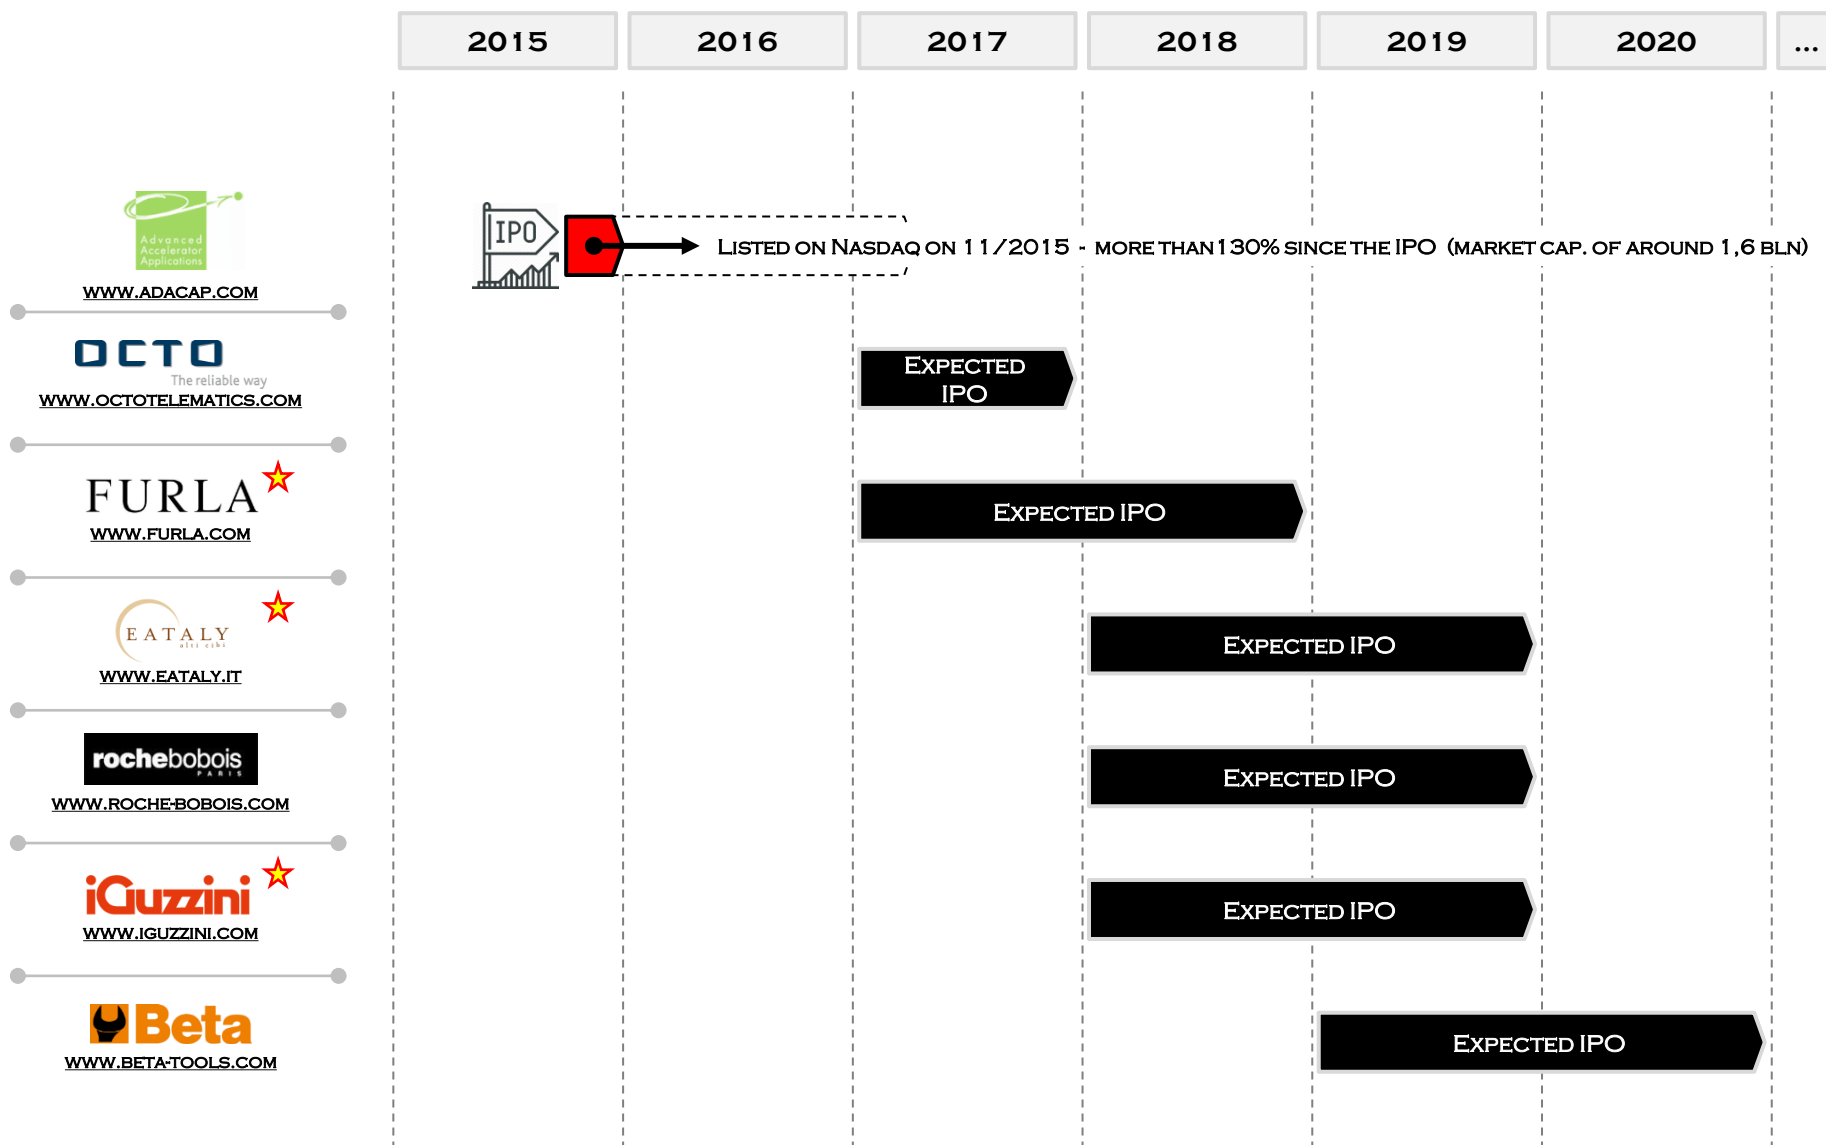 2015 2016 2017 2018 2019 2020 ...
Advanced
Accelerator
Applications
WWW.ADACAP.COM
IPO
LISTED ON NASDAQ ON 11/2015 - MORE THAN 130% SINCE THE IPO (MARKET CAP. OF AROUND 1,6 BLN)
OCTO
The reliable way
WWW.OCTOTELEMATICS.COM
EXPECTED
IPO
FURLA
WWW.FURLA.COM
EXPECTED IPO
EATALY
alti cibi
WWW.EATALY.IT
EXPECTED IPO
rochebobois
PARIS
WWW.ROCHE-BOBOIS.COM
EXPECTED IPO
iGuzzini
WWW.IGUZZINI.COM
EXPECTED IPO
Beta
WWW.BETA-TOOLS.COM
EXPECTED IPO